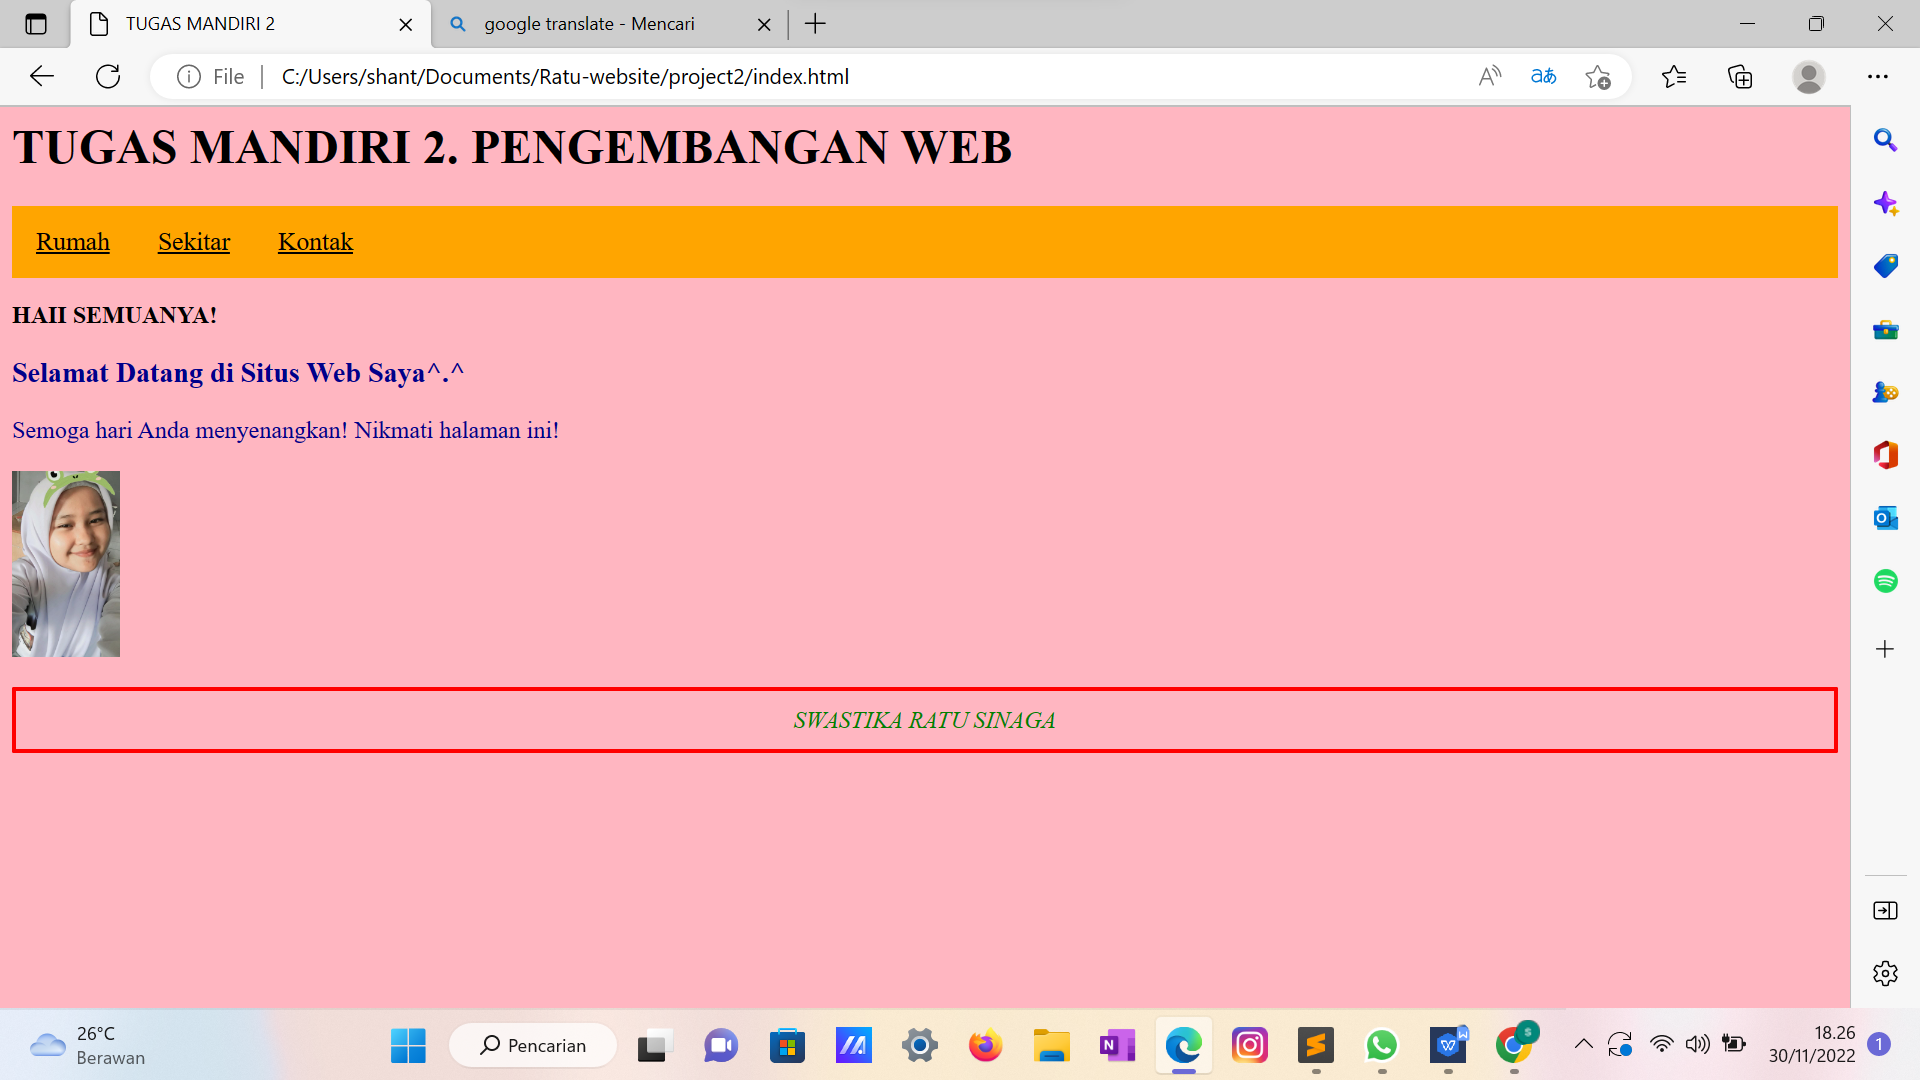 TUGAS MANDIRI 2
google translate - Mencari
File
C:/Users/shant/Documents/Ratu-website/project2/index.html
aあ
TUGAS MANDIRI 2. PENGEMBANGAN WEB
Rumah Sekitar Kontak
HAII SEMUANYA!
Selamat Datang di Situs Web Saya^.^
Semoga hari Anda menyenangkan! Nikmati halaman ini!
SWASTIKA RATU SINAGA
26°C
Berawan
Pencarian
18.26
30/11/2022
1